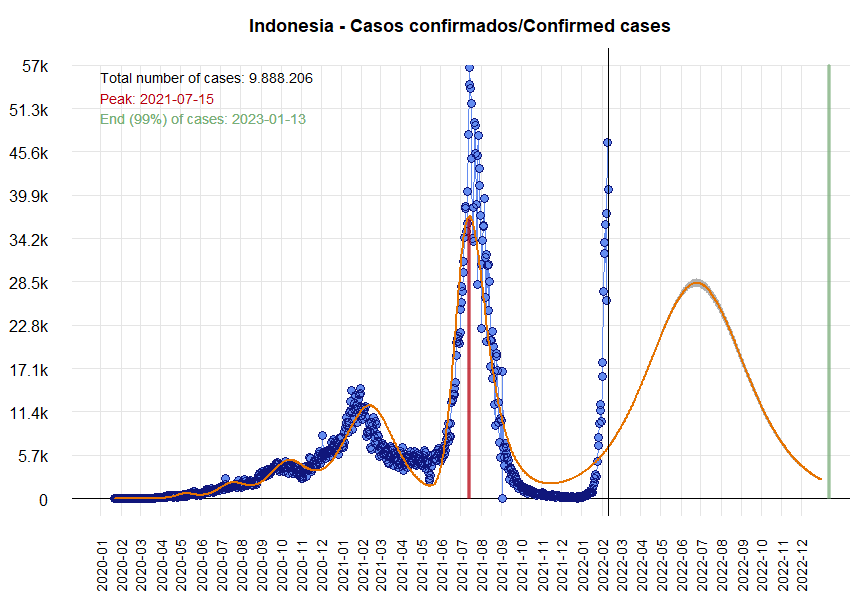 Indonesia - Casos confirmados/Confirmed cases
57k
Total number of cases: 9.888.206
Peak: 2021-07-15
End (99%) of cases: 2023-01-13
51.3k
45.6k
39.9k
34.2k
28.5k
22.8k
17.1k
11.4k
5.7k
0
2020-01
2020-02
2020-03
2020-04
2020-05
2020-06
2020-07
2020-08
2020-09
2020-10
2020-12
2021-01
2021-02
2021-03
2021-04
2021-05
2021-06
2021-07
2021-08
2021-09
2021-10
2021-11
2021-12
2022-01
2022-02
2022-03
2022-04
2022-05
2022-06
2022-07
2022-08
2022-09
2022-10
2022-11
2022-12